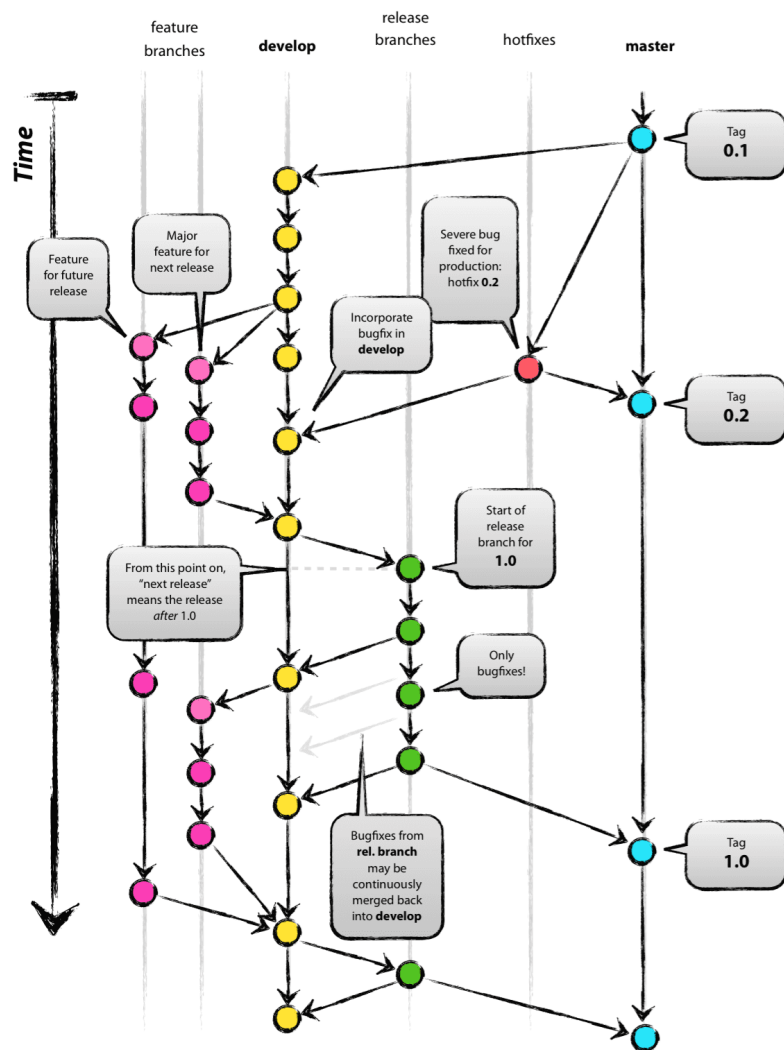 feature
branches
develop
release
branches
hotfixes
master
Time
Tag
0.1
Feature
for future
release
Major
feature for
next release
Severe bug
fixed for
production:
hotfix 0.2
Incorporate
bugfix in
develop
Tag
0.2
Start of
release
branch for
1.0
From this point on,
“next release”
means the release
after 1.0
Only
bugfixes!
Bugfixes from
rel. branch
may be
continuously
merged back
into develop
Tag
1.0